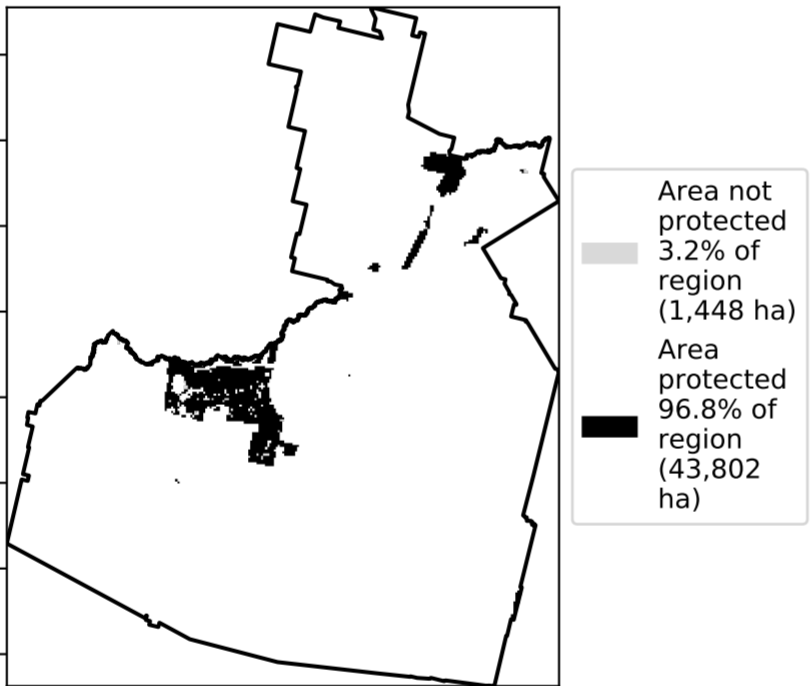 Area not
protected
3.2% of
region
(1,448 ha)
Area
protected
96.8% of
region
(43,802
ha)